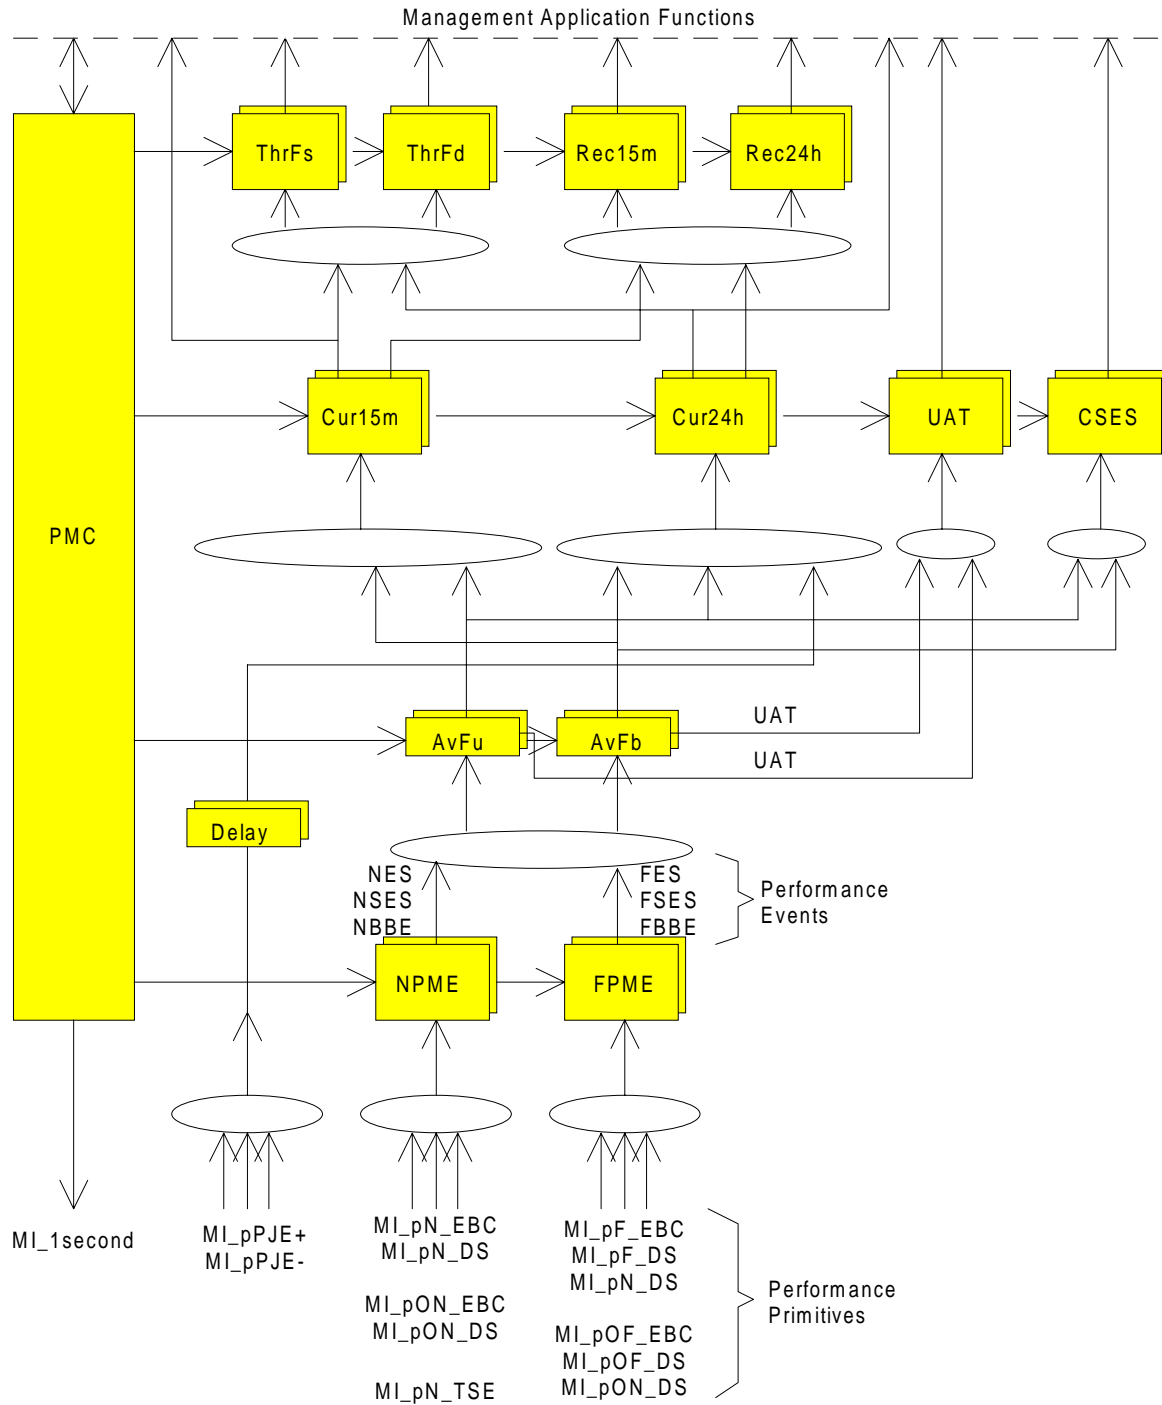 Management Application Functions
ThrFs
ThrFd
Rec15m
Rec24h
Cur15m
Cur24h
UAT
CSES
PMC
UAT
AvFu
AvFb
UAT
Delay
NES
NSES
NBBE
FES
FSES
FBBE
Performance
Events
NPME
FPME
MI_1second
MI_pPJE+
MI_pPJE-
MI_pN_EBC
MI_pN_DS
MI_pON_EBC
MI_pON_DS
MI_pN_TSE
MI_pF_EBC
MI_pF_DS
MI_pN_DS
MI_pOF_EBC
MI_pOF_DS
MI_pON_DS
Performance
Primitives